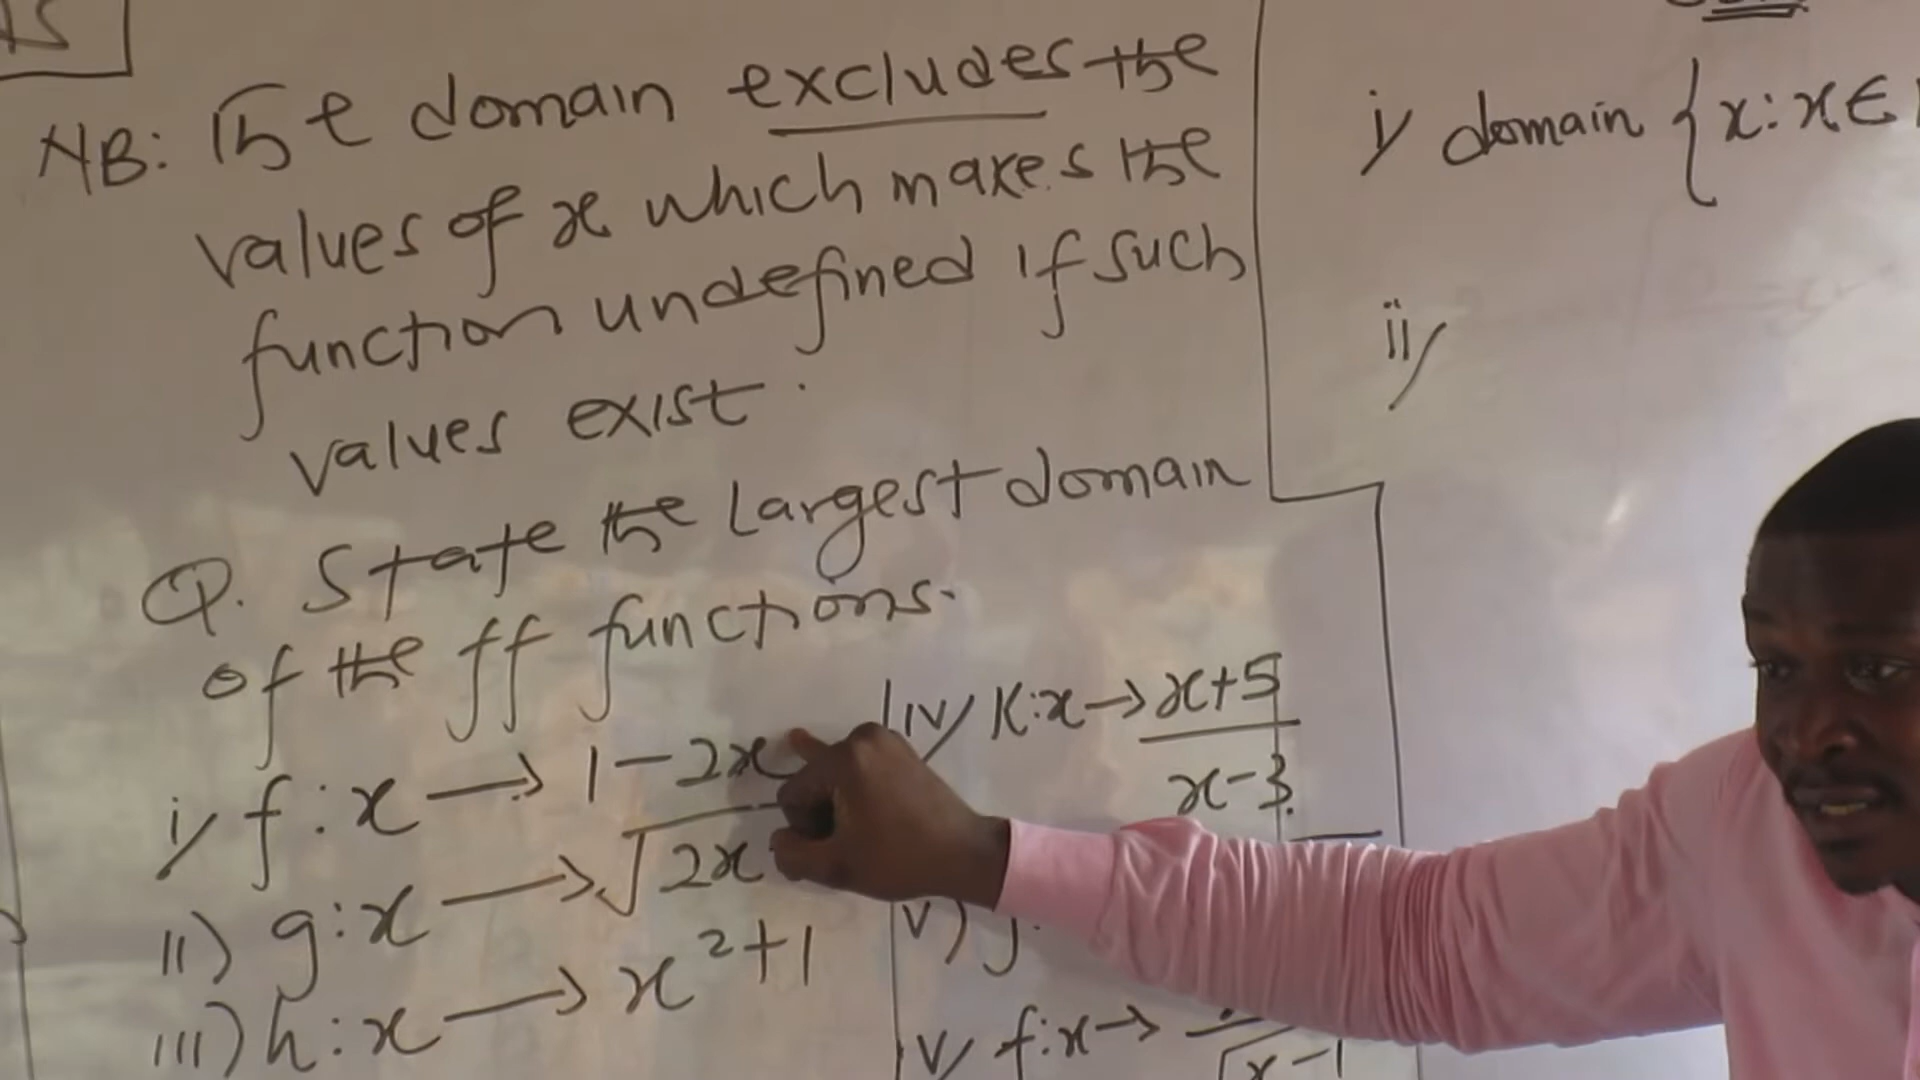 NB: The domain excludes the
values of x which makes the
function undefined if such
values exist.
Q. State the largest domain
of the ff functions.
i/ f:x → 1-2x
ii) g:x → √2x
iii) h:x → x²+1
iv/ K:x → x+5
x-3
v)
v/ f:x →
√x-1
i/ domain {x:x∈
ii/